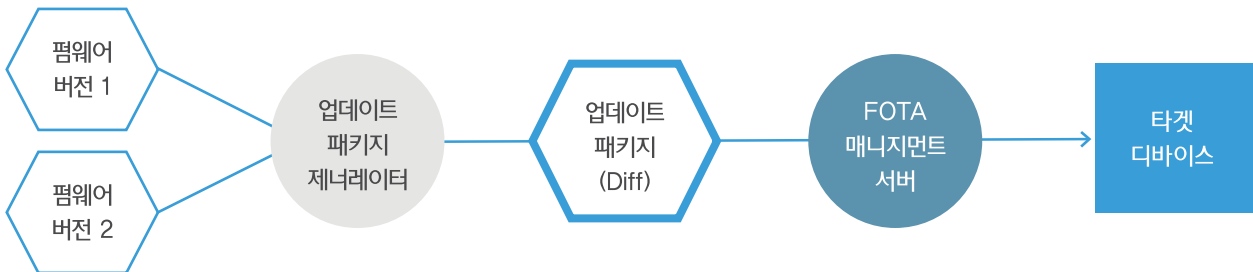 펌웨어
버전 1
펌웨어
버전 2
업데이트
패키지
제너레이터
업데이트
패키지
(Diff)
FOTA
매니지먼트
서버
타겟
디바이스